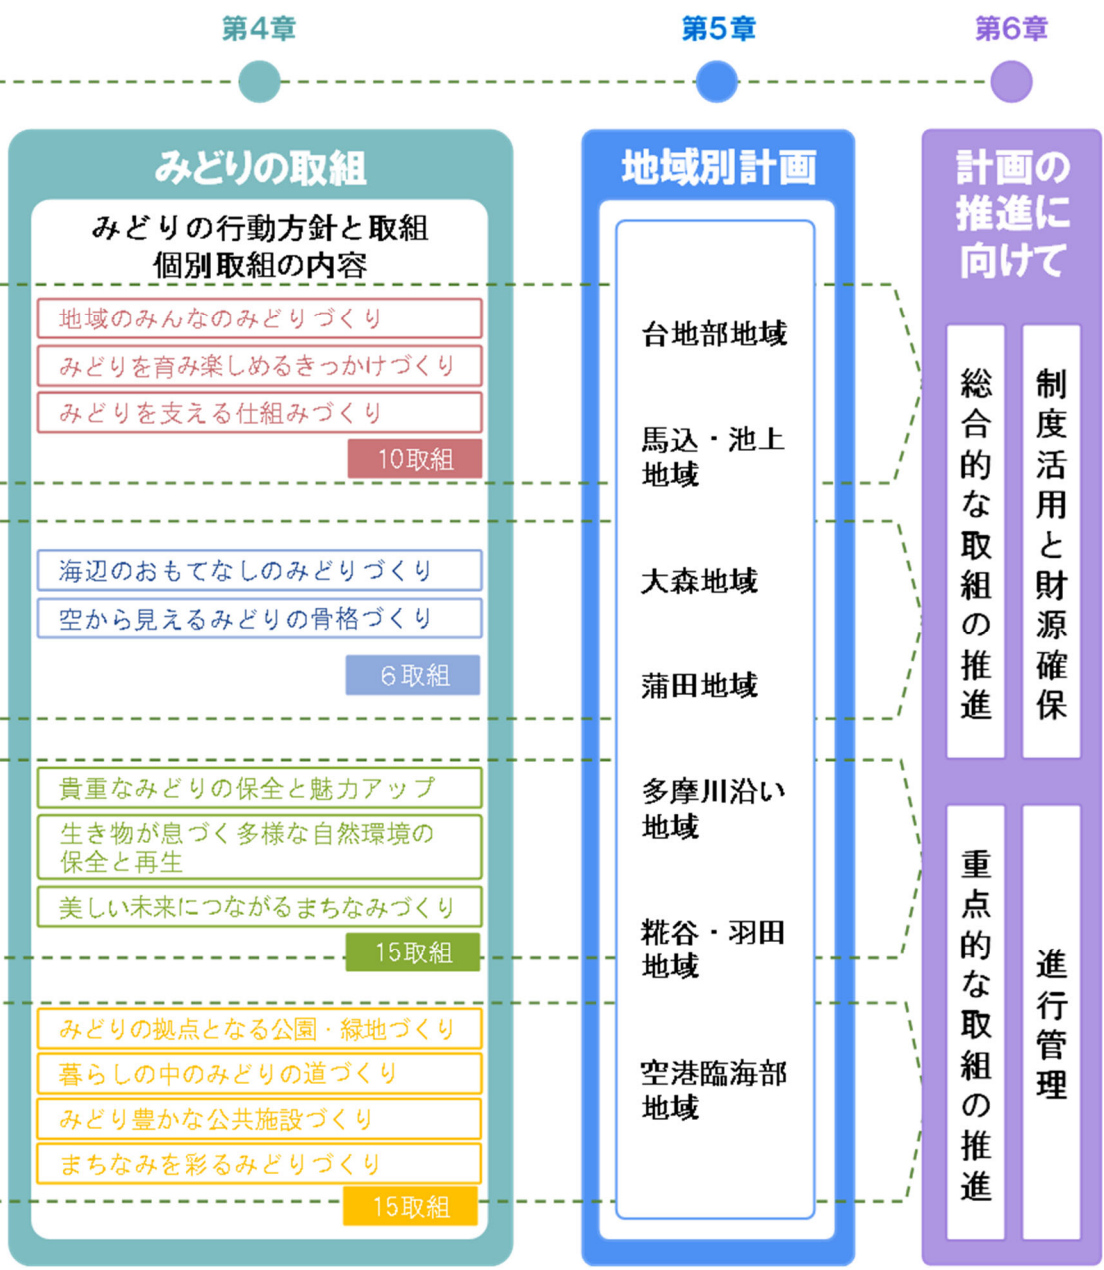 第4章
みどりの取組
みどりの行動方針と取組
個別取組の内容
地域のみんなのみどりづくり
みどりを育み楽しめるきっかけづくり
みどりを支える仕組みづくり
10取組
海辺のおもてなしのみどりづくり
空から見えるみどりの骨格づくり
6取組
貴重なみどりの保全と魅力アップ
生き物が息づく多様な自然環境の
保全と再生
美しい未来につながるまちなみづくり
15取組
みどりの拠点となる公園・緑地づくり
暮らしの中のみどりの道づくり
みどり豊かな公共施設づくり
まちなみを彩るみどりづくり
15取組
第5章
地域別計画
台地部地域
馬込・池上
地域
大森地域
蒲田地域
多摩川沿い
地域
糀谷・羽田
地域
空港臨海部
地域
第6章
計画の
推進に
向けて
制度活用と財源確保
総合的な取組の推進
進行管理
重点的な取組の推進